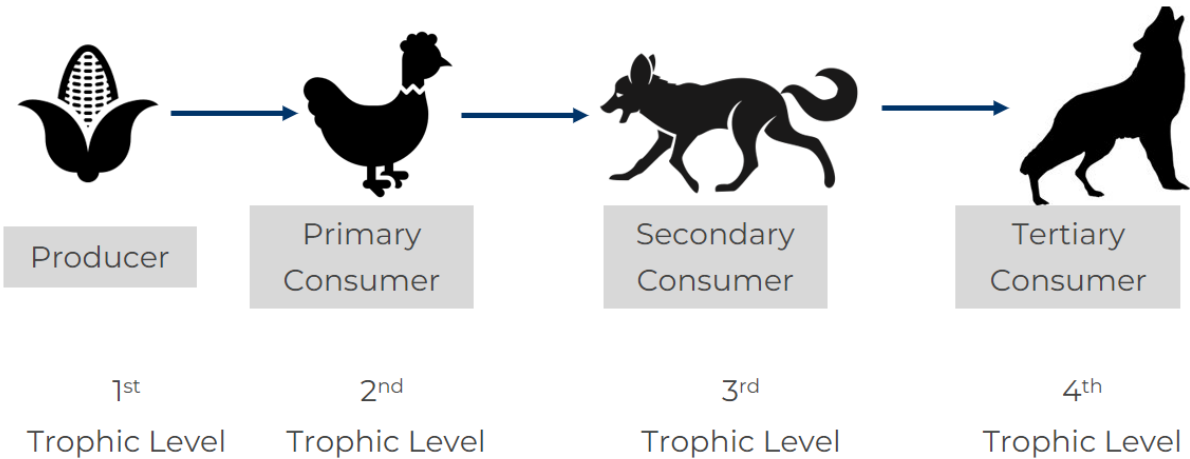 Producer
Primary
Consumer
Secondary
Consumer
Tertiary
Consumer
1st
Trophic Level
2nd
Trophic Level
3rd
Trophic Level
4th
Trophic Level